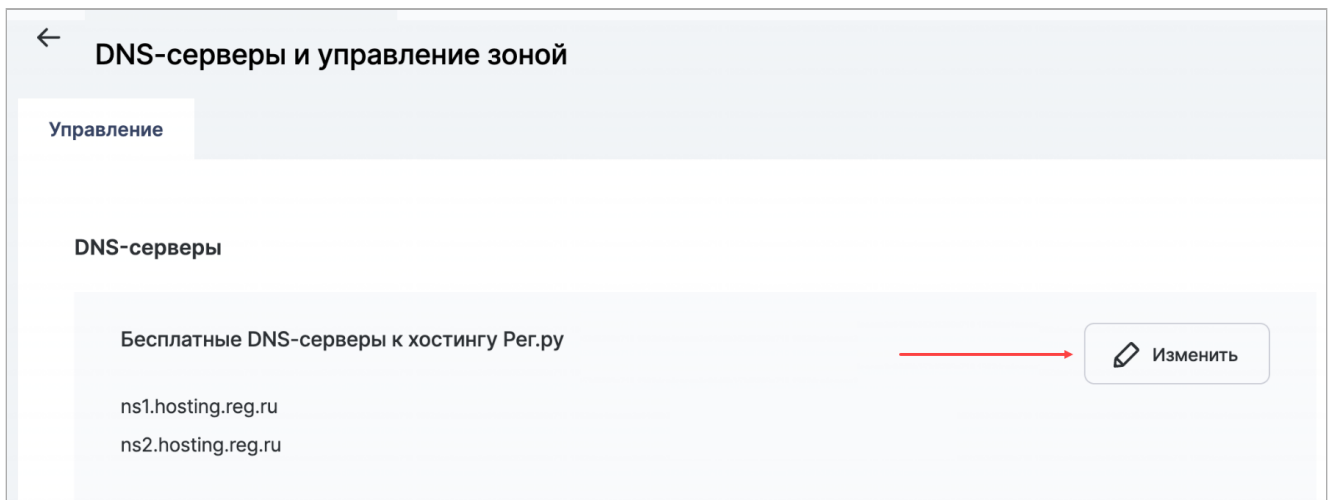 DNS-серверы и управление зоной
Управление
DNS-серверы
Бесплатные DNS-серверы к хостингу Рег.ру
Изменить
ns1.hosting.reg.ru
ns2.hosting.reg.ru